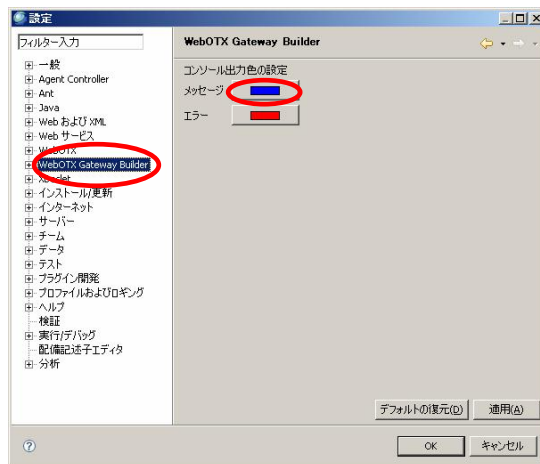 設定
フィルター入力
WebOTX Gateway Builder
一般
Agent Controller
Ant
Java
Web および XML
Web サービス
WebOTX
WebOTX Gateway Builder
XDoclet
インストール/更新
インターネット
サーバー
チーム
データ
テスト
プラグイン開発
プロファイルおよびロギング
ヘルプ
検証
実行/デバッグ
配備記述子エディタ
分析
コンソール出力色の設定
メッセージ
エラー
デフォルトの復元(D)
適用(A)
OK
キャンセル